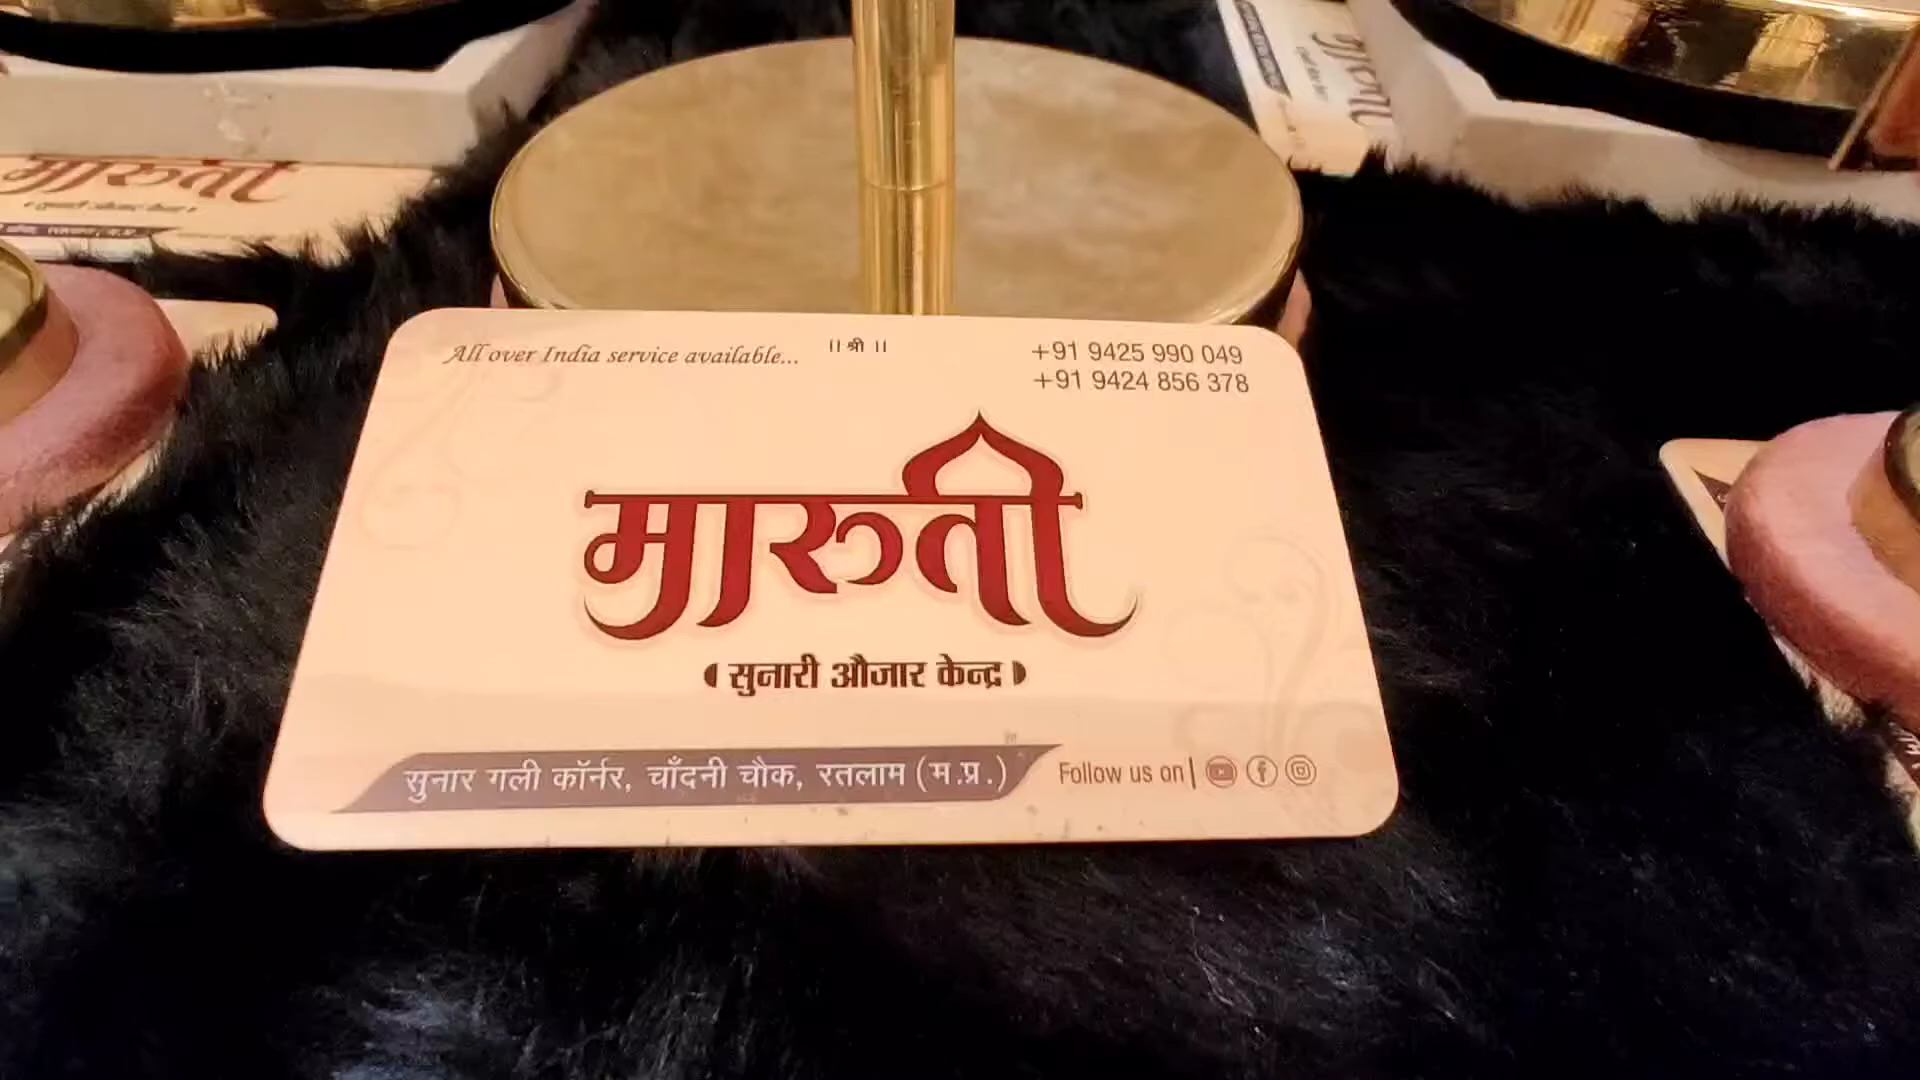 All over India service available...
|| श्री ||
+91 9425 990 049
+91 9424 856 378
मारुती
सुनारी औजार केन्द्र
सुनार गली कॉर्नर, चाँदनी चौक, रतलाम (म.प्र.)
Follow us on |
मारुती
सुनारी औजार केन्द्र